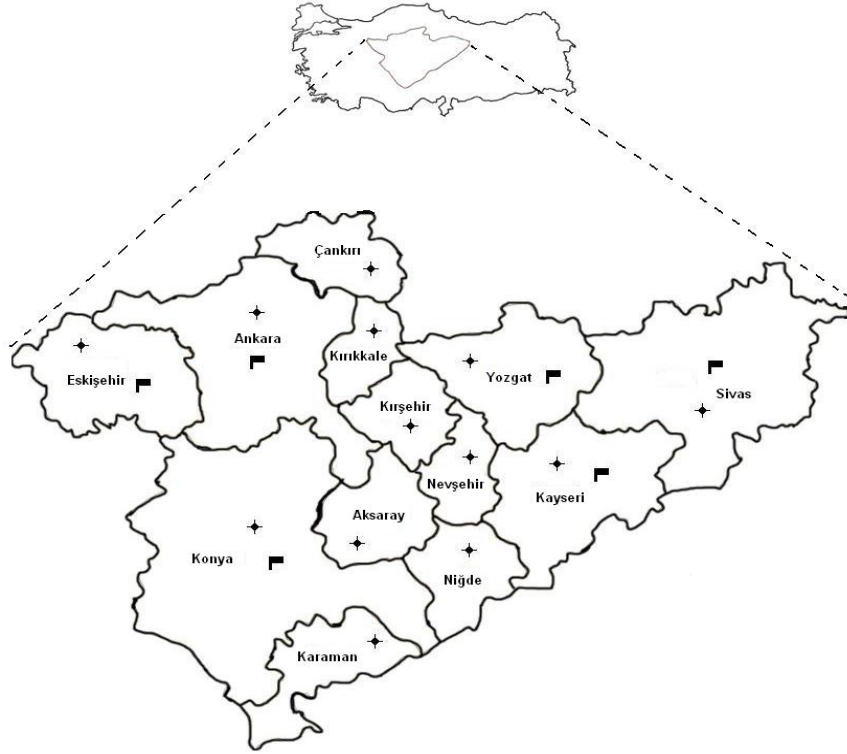 Çankırı
Ankara
Kırıkkale
Eskişehir
Yozgat
Sivas
Kırşehir
Nevşehir
Kayseri
Aksaray
Konya
Niğde
Karaman